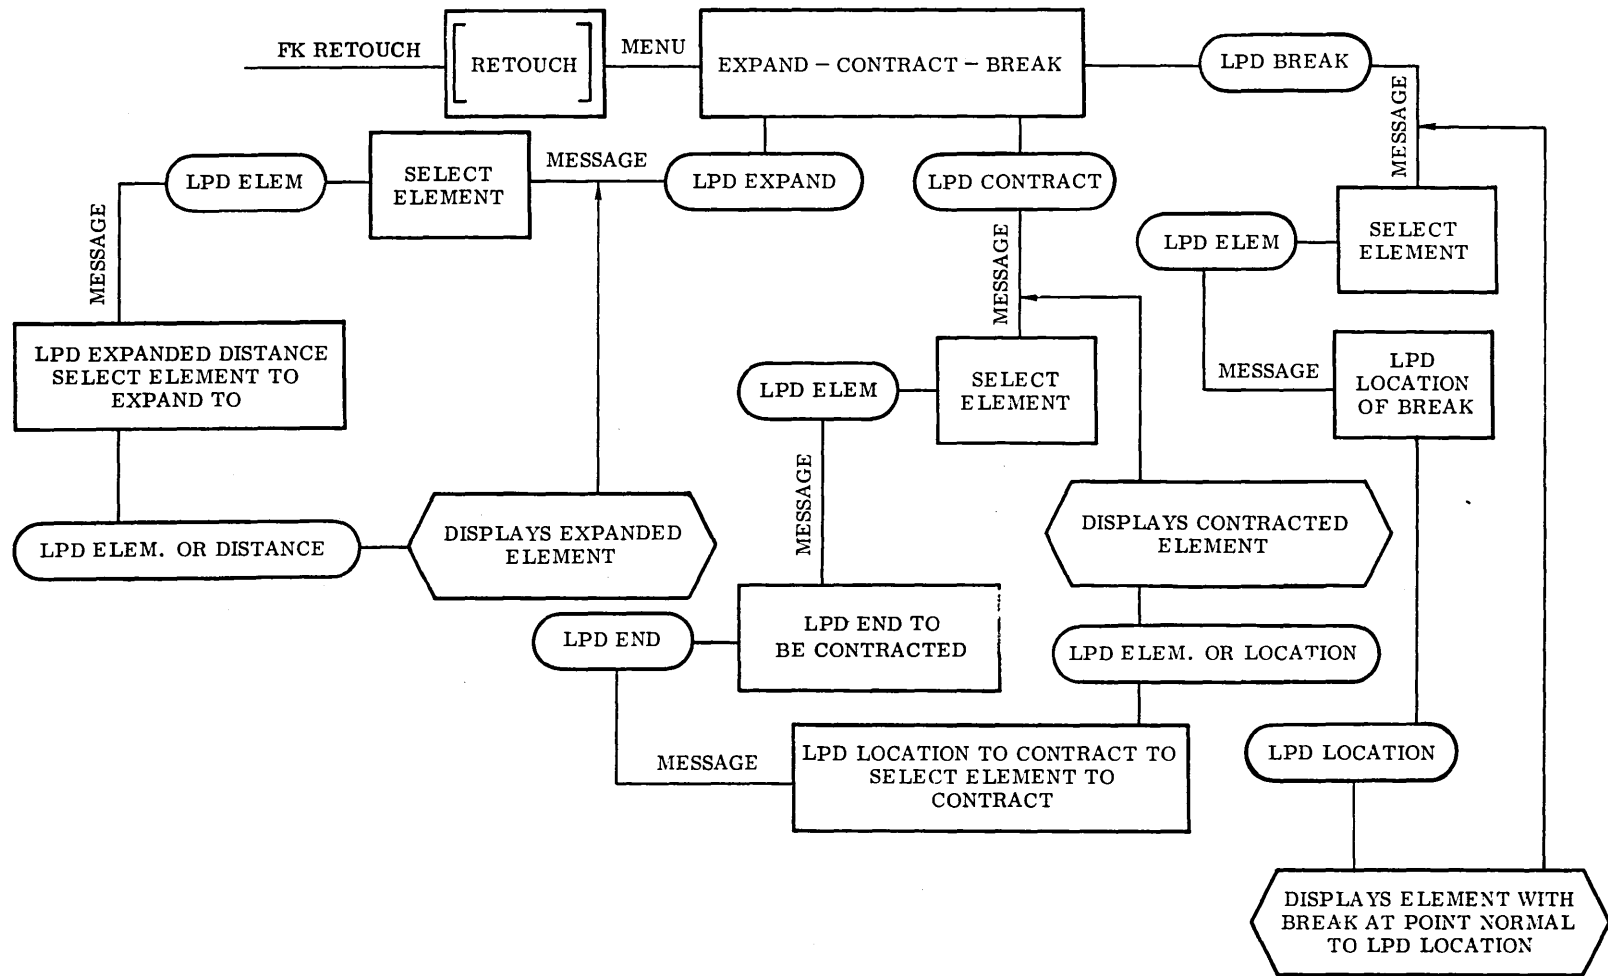 FK RETOUCH
RETOUCH
MENU
EXPAND – CONTRACT – BREAK
LPD BREAK
MESSAGE
LPD ELEM
SELECT
ELEMENT
MESSAGE
LPD EXPAND
LPD CONTRACT
MESSAGE
MESSAGE
LPD ELEM
SELECT
ELEMENT
LPD EXPANDED DISTANCE
SELECT ELEMENT TO
EXPAND TO
LPD ELEM
SELECT
ELEMENT
MESSAGE
LPD
LOCATION
OF BREAK
MESSAGE
LPD ELEM. OR DISTANCE
DISPLAYS EXPANDED
ELEMENT
DISPLAYS CONTRACTED
ELEMENT
LPD END
LPD END TO
BE CONTRACTED
LPD ELEM. OR LOCATION
MESSAGE
LPD LOCATION TO CONTRACT TO
SELECT ELEMENT TO
CONTRACT
LPD LOCATION
DISPLAYS ELEMENT WITH
BREAK AT POINT NORMAL
TO LPD LOCATION